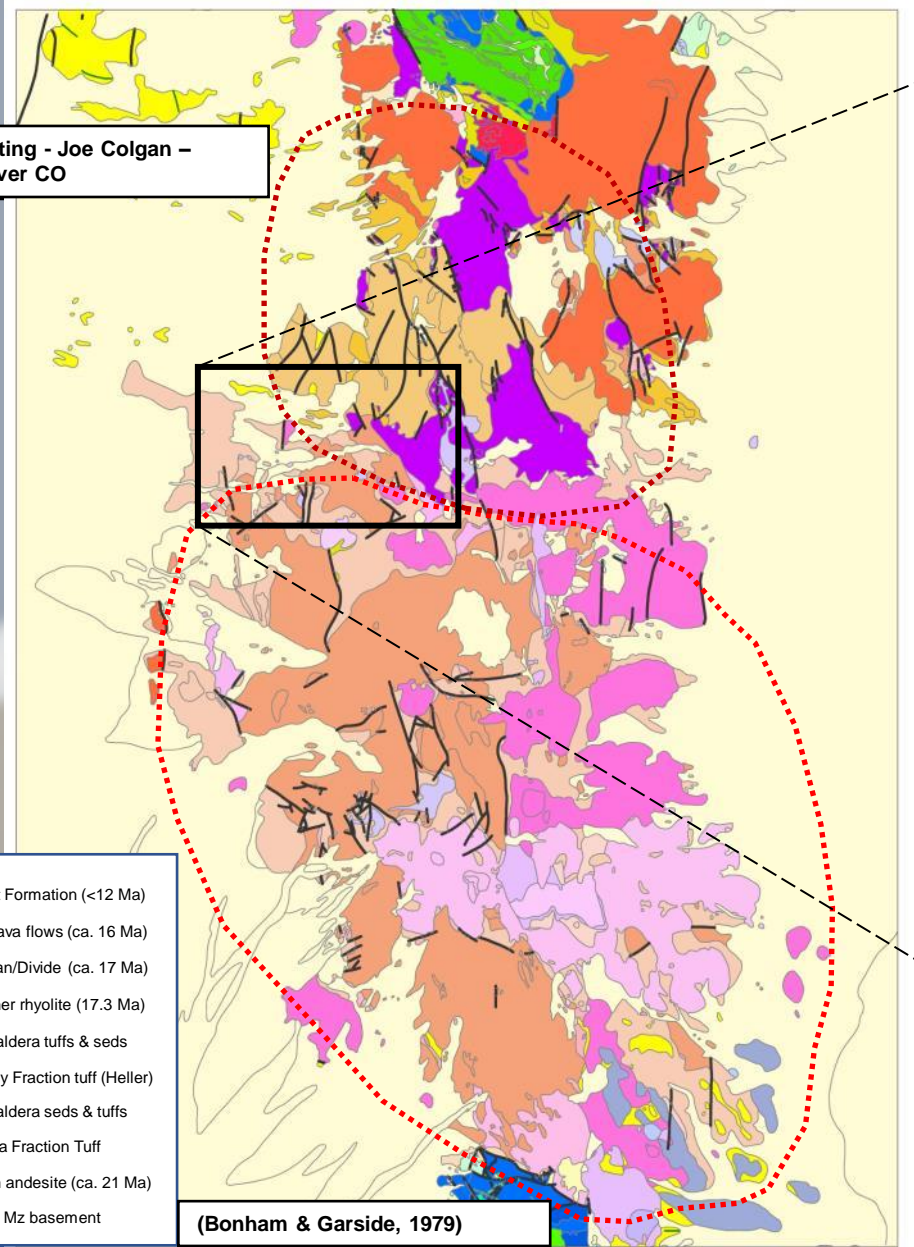 ting - Joe Colgan –
ver CO
Formation (<12 Ma)
ava flows (ca. 16 Ma)
an/Divide (ca. 17 Ma)
her rhyolite (17.3 Ma)
aldera tuffs & seds
y Fraction tuff (Heller)
aldera seds & tuffs
a Fraction Tuff
andesite (ca. 21 Ma)
Mz basement
(Bonham & Garside, 1979)